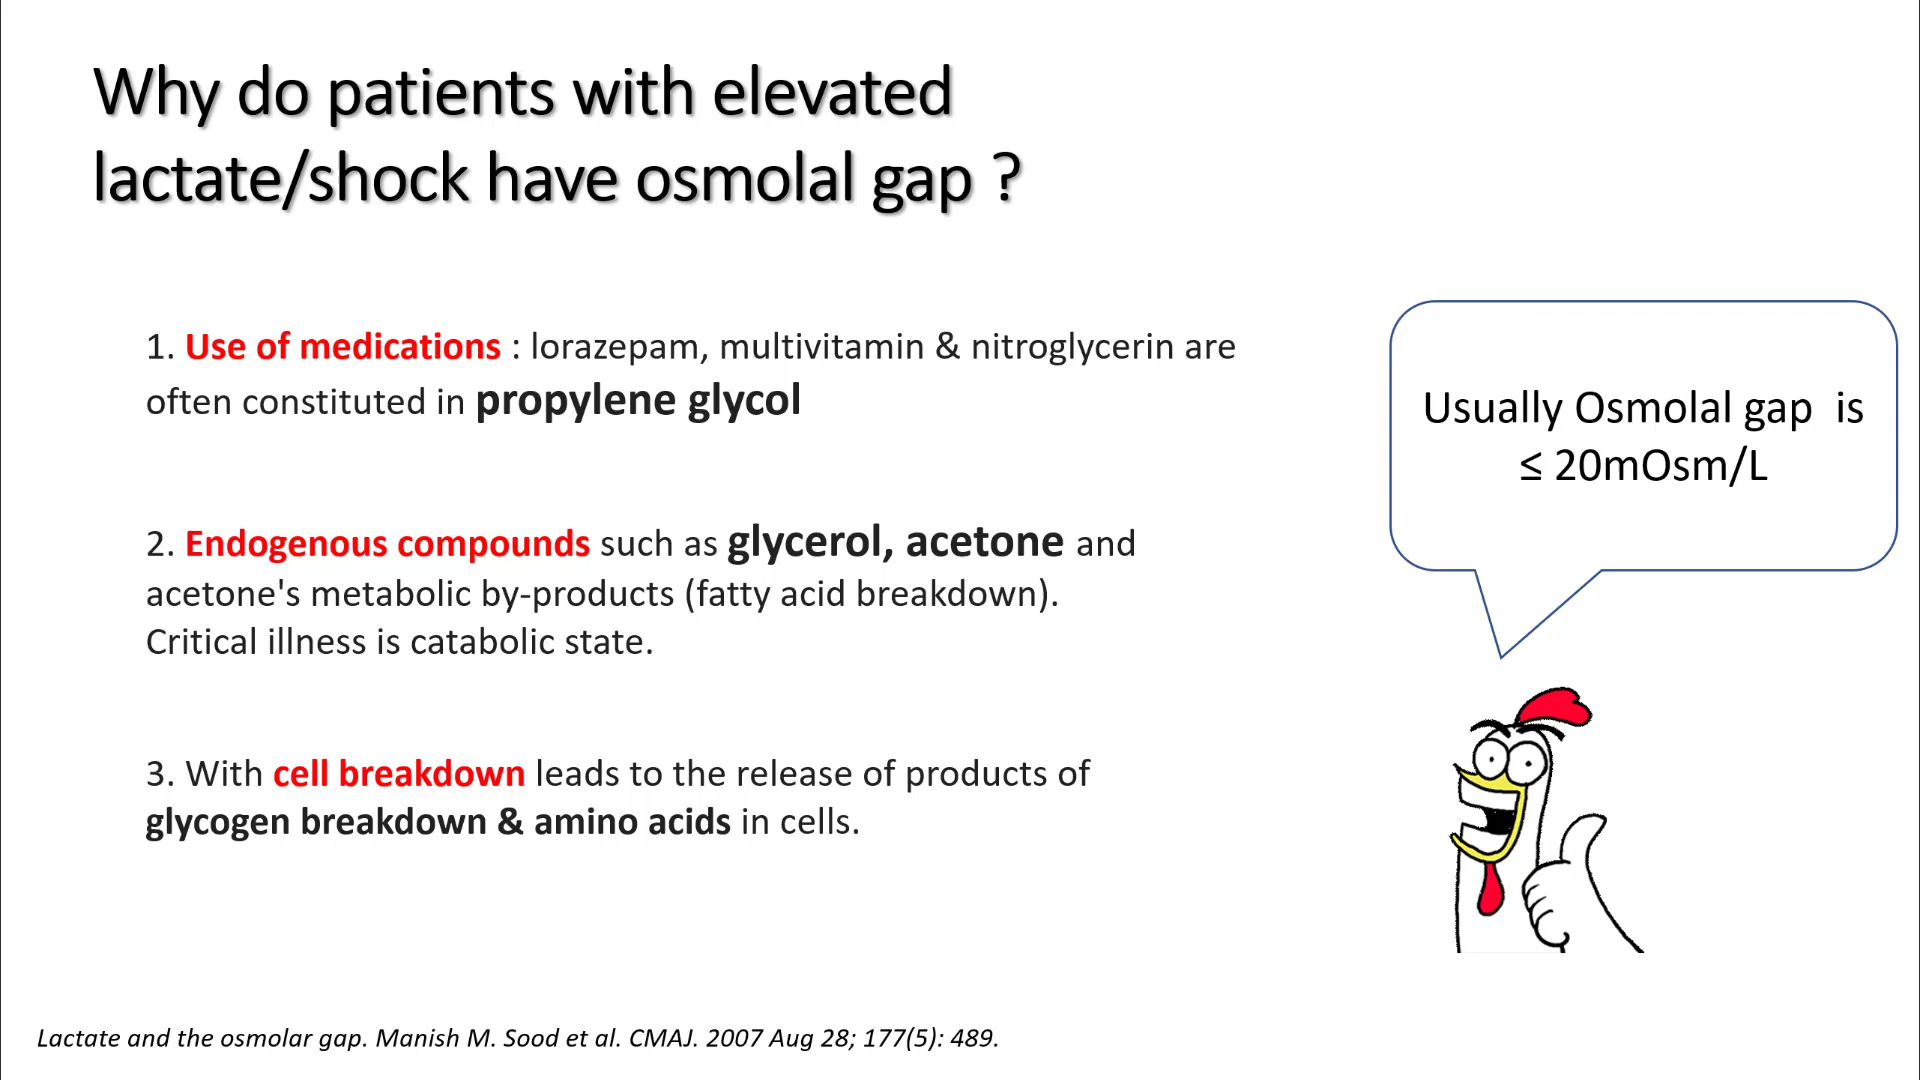 Why do patients with elevated
lactate/shock have osmolal gap ?
1. Use of medications : lorazepam, multivitamin & nitroglycerin are
often constituted in propylene glycol
2. Endogenous compounds such as glycerol, acetone and
acetone's metabolic by-products (fatty acid breakdown).
Critical illness is catabolic state.
3. With cell breakdown leads to the release of products of
glycogen breakdown & amino acids in cells.
Usually Osmolal gap is
≤ 20mOsm/L
Lactate and the osmolar gap. Manish M. Sood et al. CMAJ. 2007 Aug 28; 177(5): 489.